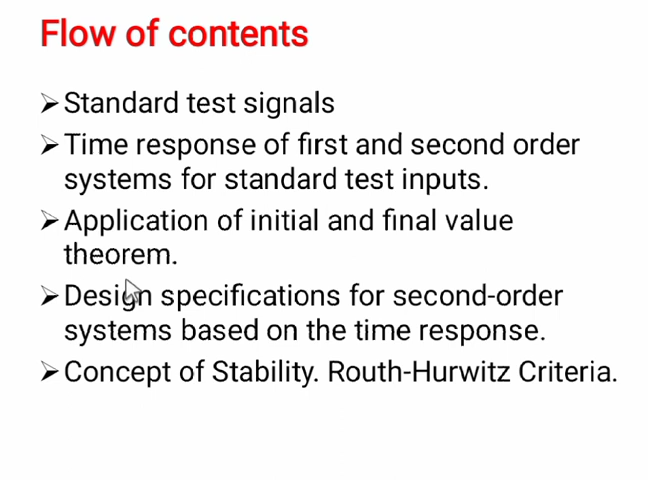 Flow of contents
➢Standard test signals
➢Time response of first and second order
systems for standard test inputs.
➢Application of initial and final value
theorem.
➢Design specifications for second-order
systems based on the time response.
➢Concept of Stability. Routh-Hurwitz Criteria.